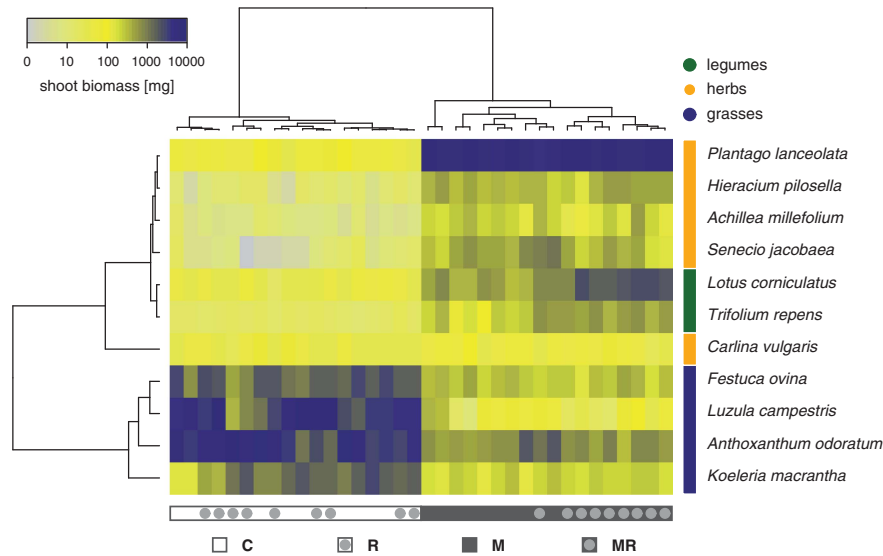 0 10 100 1000 10000
shoot biomass [mg]
legumes
herbs
grasses
Plantago lanceolata
Hieracium pilosella
Achillea millefolium
Senecio jacobaea
Lotus corniculatus
Trifolium repens
Carlina vulgaris
Festuca ovina
Luzula campestris
Anthoxanthum odoratum
Koeleria macrantha
C R M MR